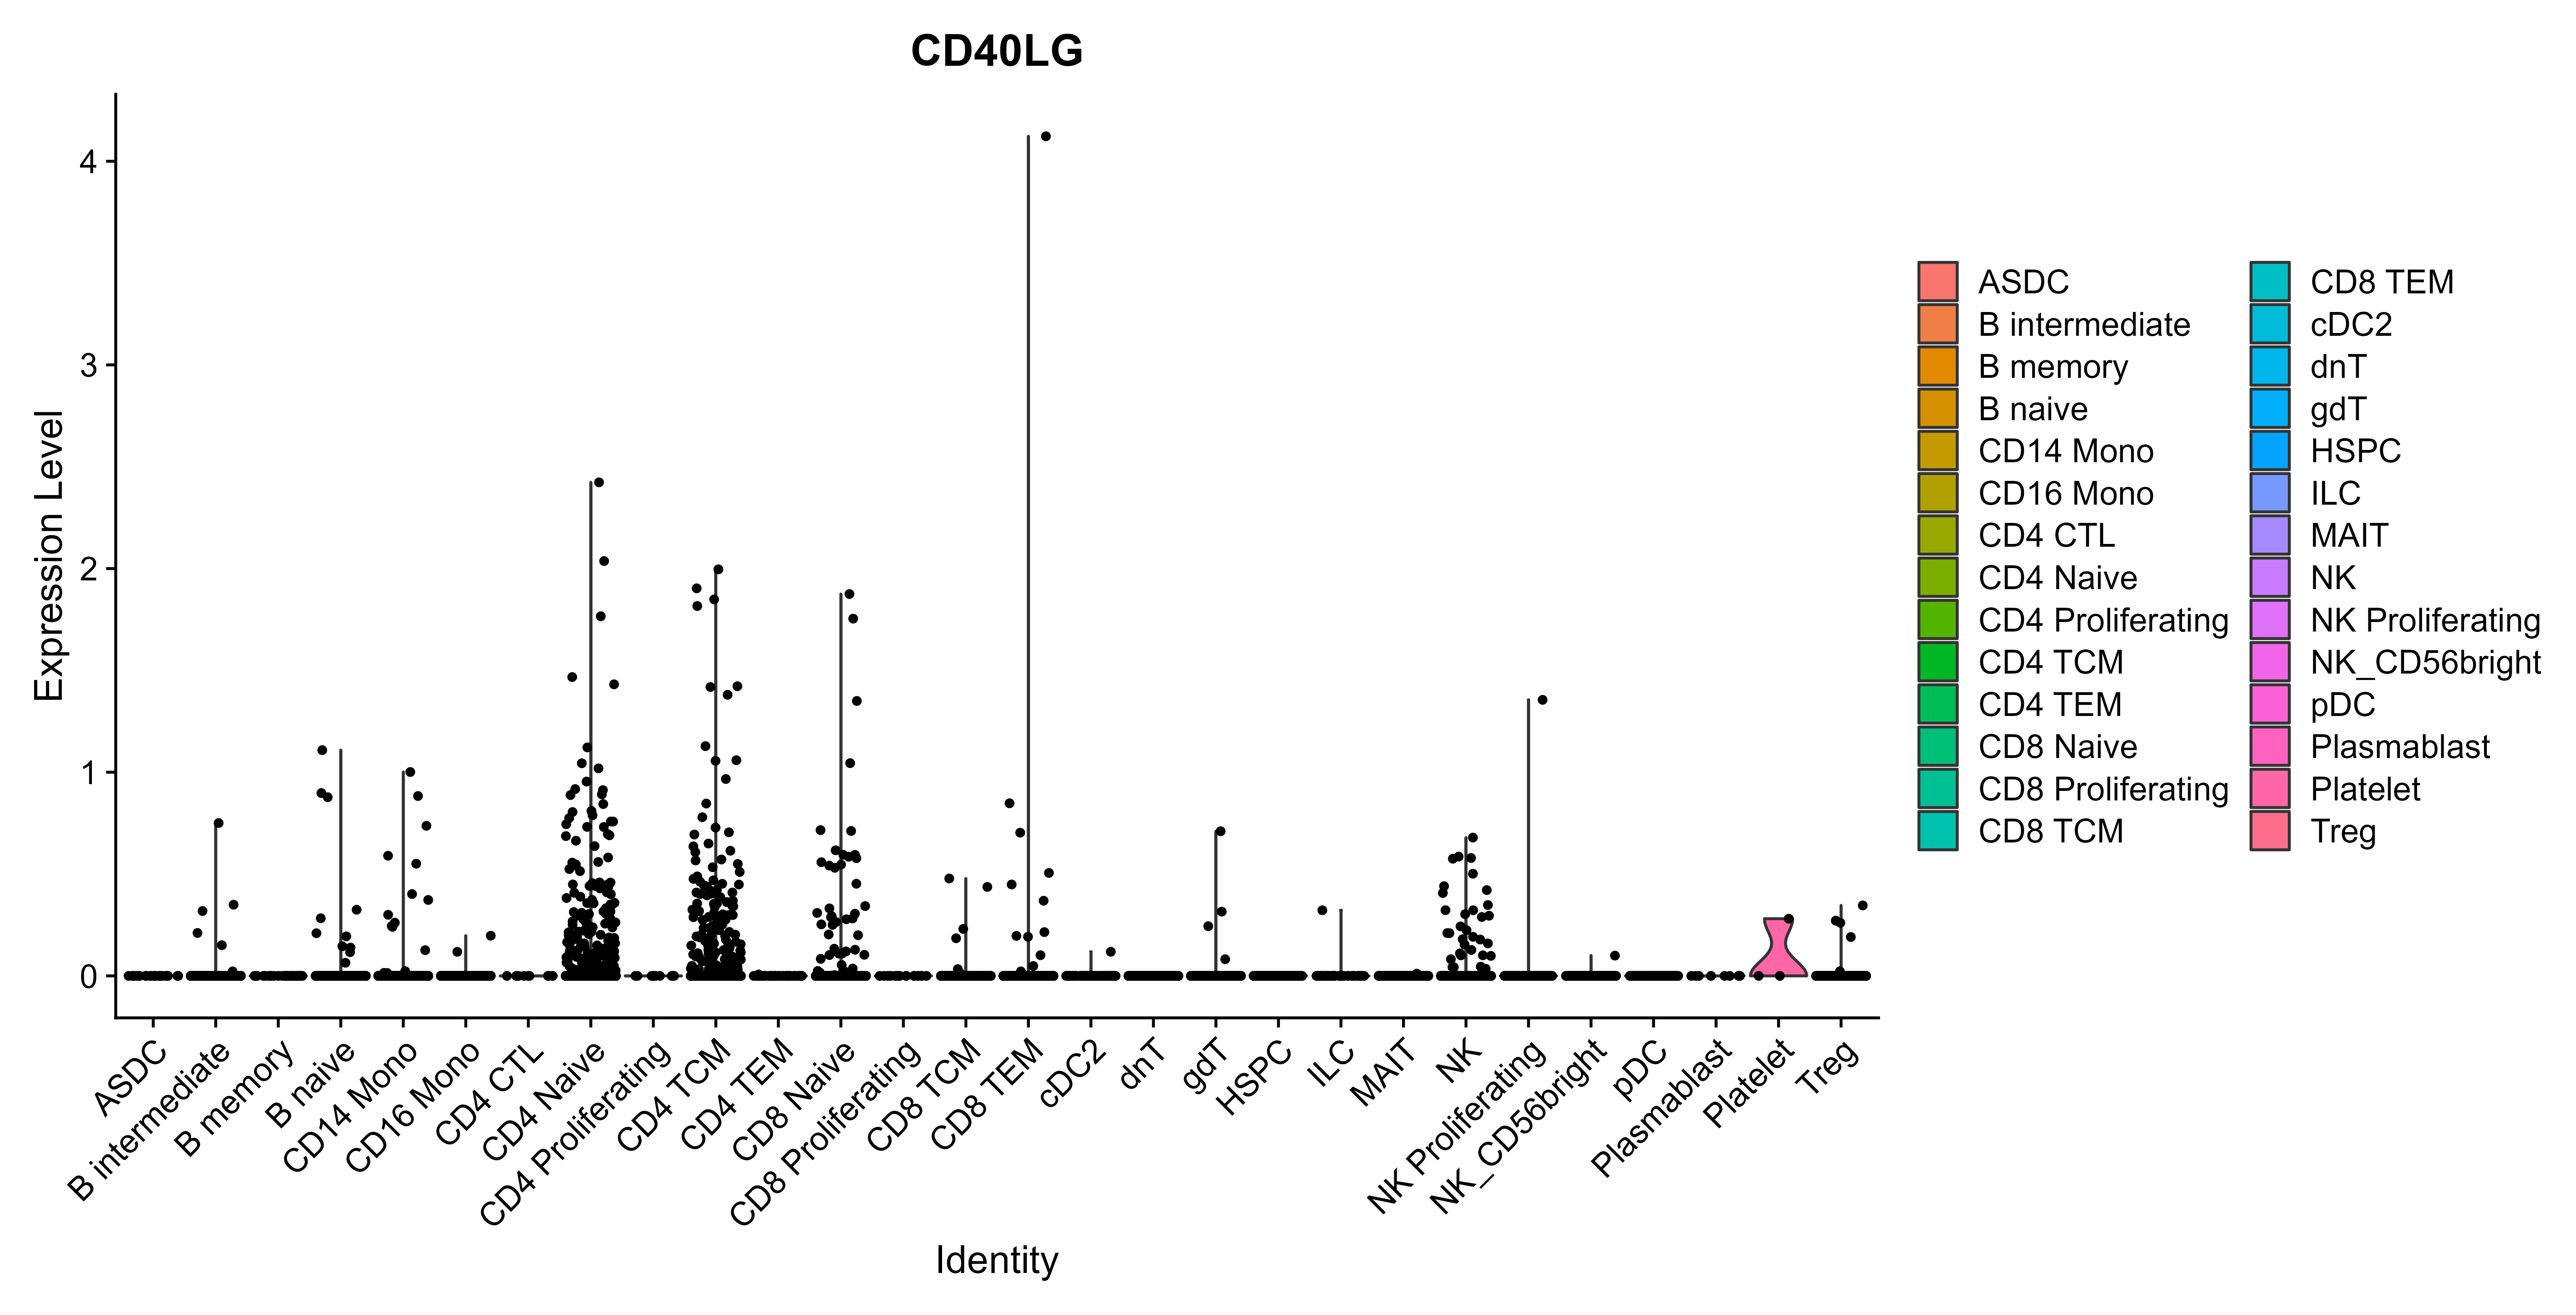 CD40LG
Expression Level
4
3
2
1
0
ASDC
B intermediate
B memory
B naive
CD14 Mono
CD16 Mono
CD4 CTL
CD4 Naive
CD4 Proliferating
CD4 TCM
CD4 TEM
CD8 Naive
CD8 Proliferating
CD8 TCM
CD8 TEM
cDC2
dnT
gdT
HSPC
ILC
MAIT
NK
NK Proliferating
NK_CD56bright
pDC
Plasmablast
Platelet
Treg
Identity
ASDC
B intermediate
B memory
B naive
CD14 Mono
CD16 Mono
CD4 CTL
CD4 Naive
CD4 Proliferating
CD4 TCM
CD4 TEM
CD8 Naive
CD8 Proliferating
CD8 TCM
CD8 TEM
cDC2
dnT
gdT
HSPC
ILC
MAIT
NK
NK Proliferating
NK_CD56bright
pDC
Plasmablast
Platelet
Treg